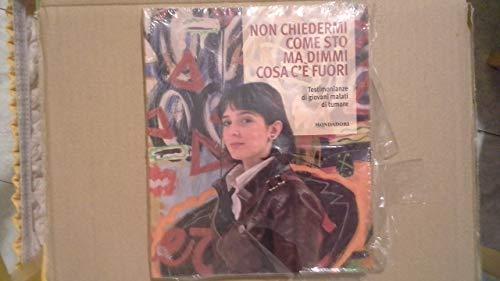 NON CHIEDERMI
COME STO
MA DIMMI
COSA C'È FUORI
Testimonianze
di giovani malati
di tumore
MONDADORI